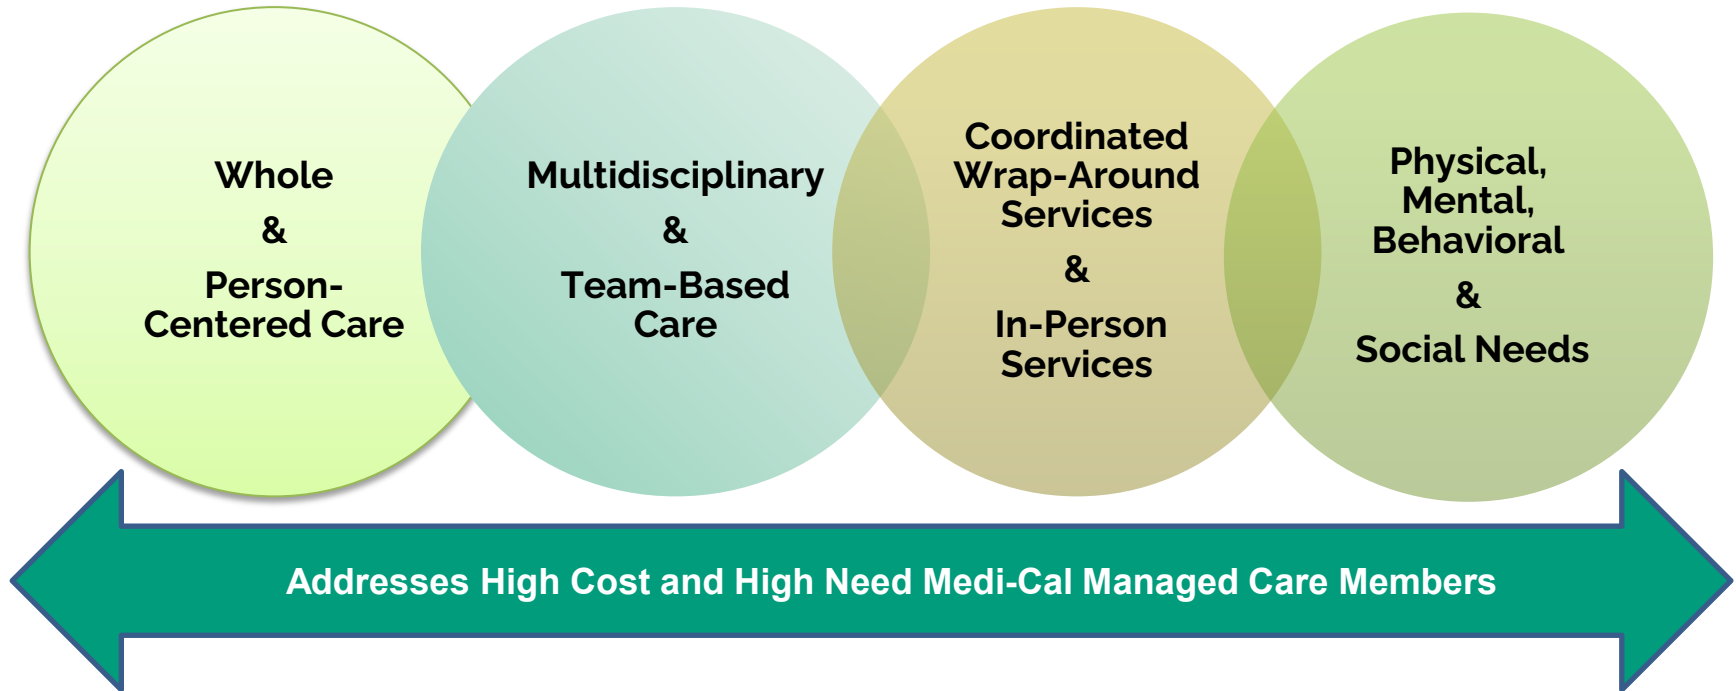 Whole
&
Person-
Centered Care
Multidisciplinary
&
Team-Based
Care
Coordinated
Wrap-Around
Services
&
In-Person
Services
Physical,
Mental,
Behavioral
&
Social Needs
Addresses High Cost and High Need Medi-Cal Managed Care Members